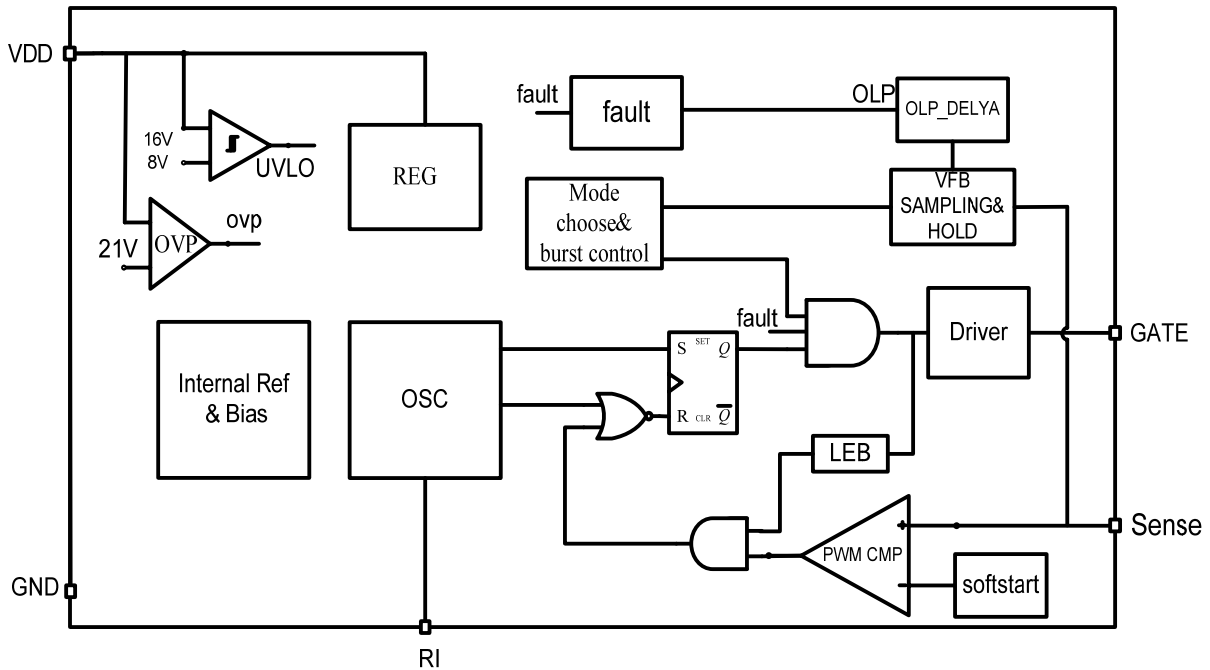 VDD
16V
8V
UVLO
21V
OVP
ovp
REG
fault
fault
OLP
OLP_DELYA
Mode
choose&
burst control
VFB
SAMPLING&
HOLD
Internal Ref
& Bias
OSC
S
SET
Q
R
CLR
Q
fault
Driver
GATE
LEB
PWM CMP
+
Sense
softstart
GND
RI